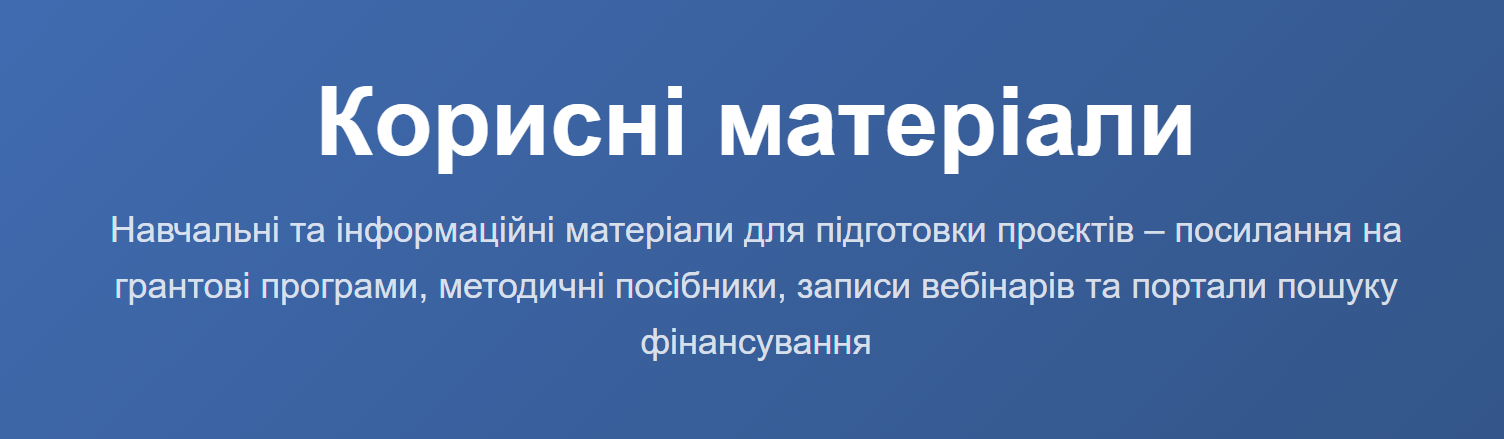 Корисні матеріали
Навчальні та інформаційні матеріали для підготовки проєктів – посилання на
грантові програми, методичні посібники, записи вебінарів та портали пошуку
фінансування